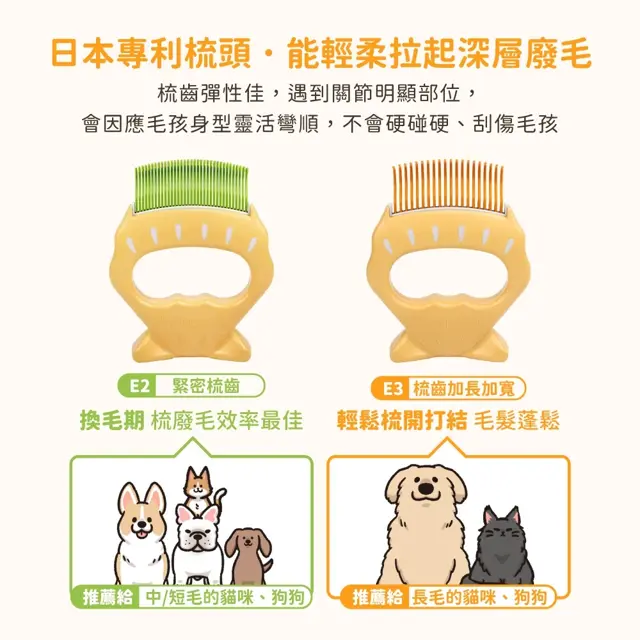 日本專利梳頭・能輕柔拉起深層廢毛
梳齒彈性佳，遇到關節明顯部位，
會因應毛孩身型靈活彎順，不會硬碰硬、刮傷毛孩
E2 緊密梳齒
換毛期 梳廢毛效率最佳
推薦給 中/短毛的貓咪、狗狗
E3 梳齒加長加寬
輕鬆梳開打結 毛髮蓬鬆
推薦給 長毛的貓咪、狗狗